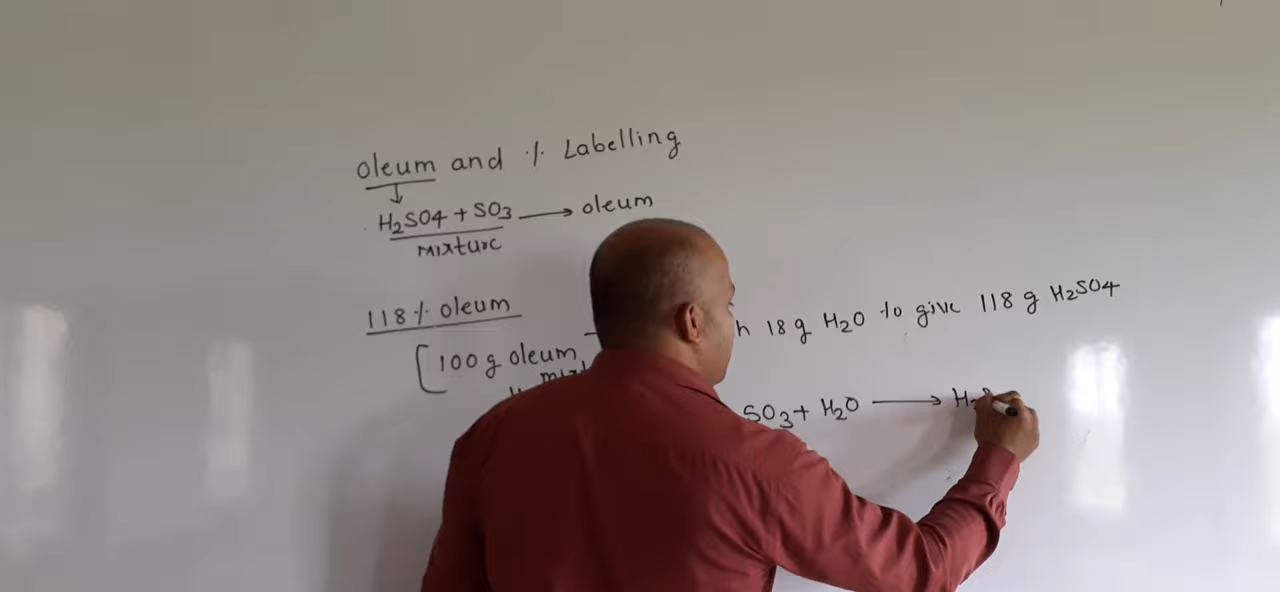 Oleum and % Labelling
H2SO4 + SO3 ⟶ oleum
Mixture
118% oleum
[100 g oleum 18 g H2O to give 118 g H2SO4
SO3 + H2O ⟶ H2